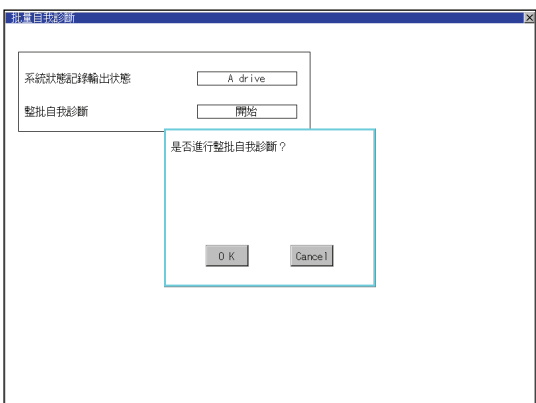 批量自我診斷
系統狀態記錄輸出狀態 A drive
整批自我診斷 開始
是否進行整批自我診斷？
OK Cancel